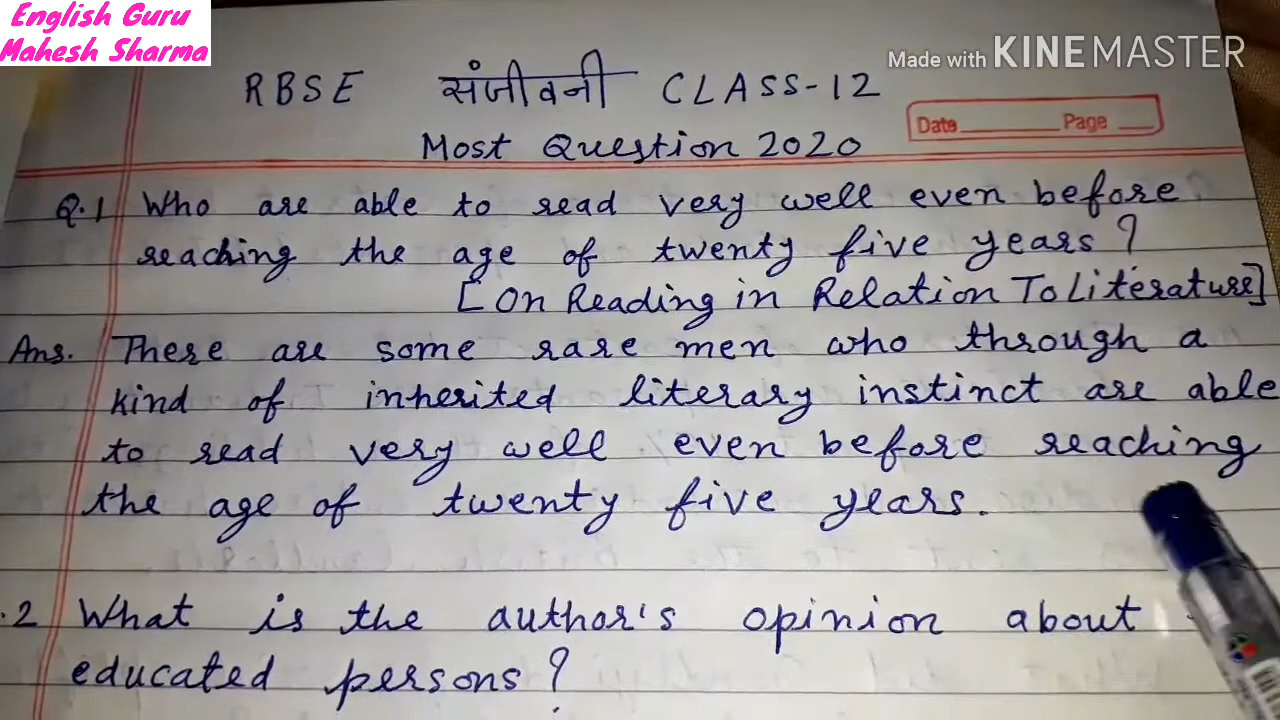 English Guru
Mahesh Sharma
Made with KINEMASTER
RBSE संजीवनी CLASS-12
Date Page
Most Question 2020
Q.1 Who are able to read very well even before
reaching the age of twenty five years?
[On Reading in Relation To Literature]
Ans. There are some rare men who through a
kind of inherited literary instinct are able
to read very well even before reaching
the age of twenty five years.
.2 What is the author's opinion about
educated persons?